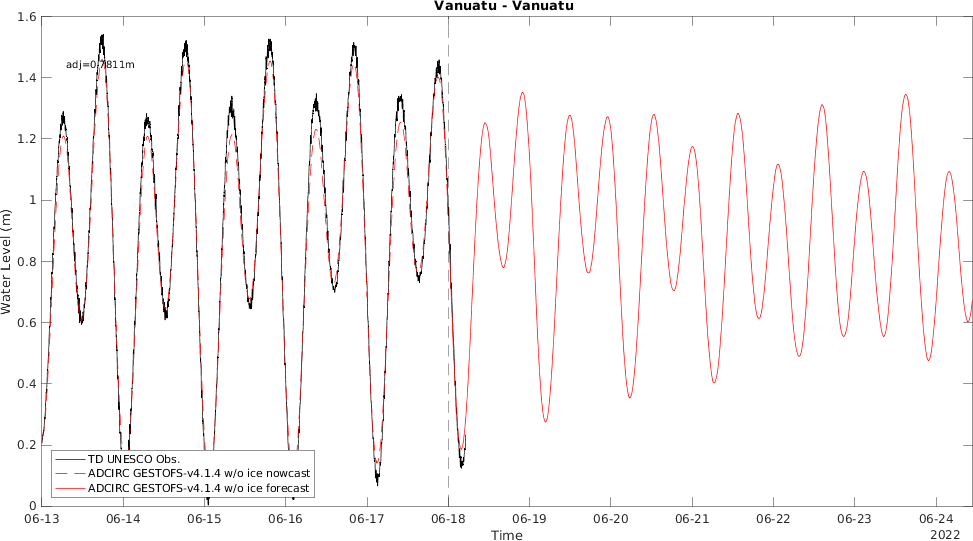 Vanuatu - Vanuatu
1.6
adj=0.7811m
1.4
1.2
1
0.8
0.6
0.4
0.2
0
Water Level (m)
TD UNESCO Obs.
ADCIRC GESTOFS-v4.1.4 w/o ice nowcast
ADCIRC GESTOFS-v4.1.4 w/o ice forecast
06-13 06-14 06-15 06-16 06-17 06-18 06-19 06-20 06-21 06-22 06-23 06-24
2022
Time